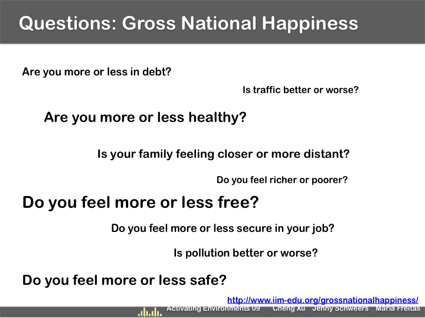 Questions: Gross National Happiness
Are you more or less in debt?
Is traffic better or worse?
Are you more or less healthy?
Is your family feeling closer or more distant?
Do you feel richer or poorer?
Do you feel more or less free?
Do you feel more or less secure in your job?
Is pollution better or worse?
Do you feel more or less safe?
http://www.iim-edu.org/grossnationalhappiness/
Activating Environments 09 Cheng Xu Jenny Schweers Maria Freitas